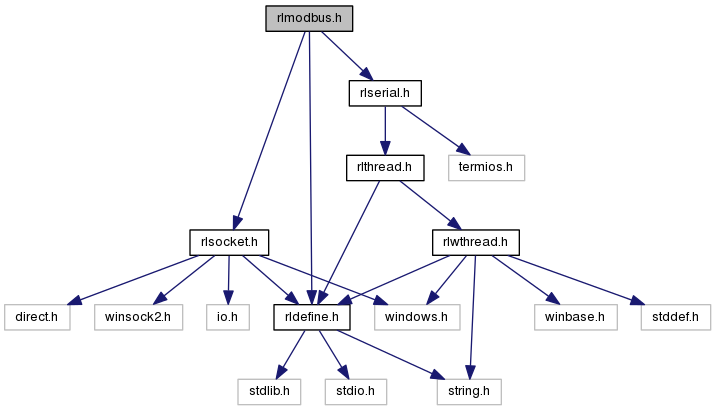 rlmodbus.h
rlserial.h
rlthread.h
termios.h
rlsocket.h
rlwthread.h
direct.h
winsock2.h
io.h
rldefine.h
windows.h
winbase.h
stddef.h
stdlib.h
stdio.h
string.h